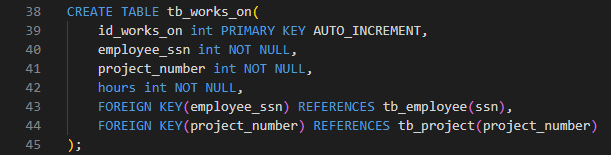 38 CREATE TABLE tb_works_on(
39 id_works_on int PRIMARY KEY AUTO_INCREMENT,
40 employee_ssn int NOT NULL,
41 project_number int NOT NULL,
42 hours int NOT NULL,
43 FOREIGN KEY(employee_ssn) REFERENCES tb_employee(ssn),
44 FOREIGN KEY(project_number) REFERENCES tb_project(project_number)
45 );